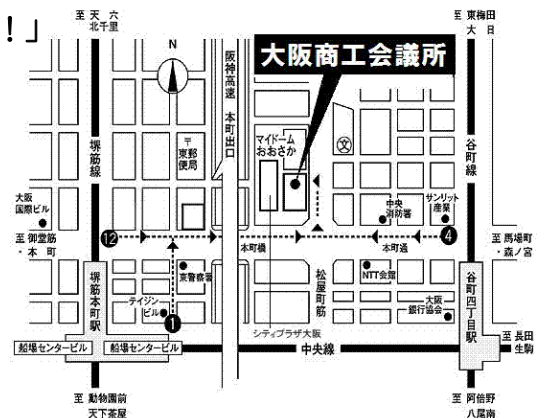 ！」
至 天 六
北千里
至 東梅田
大 日
N
大阪商工会議所
阪神高速 本町出口
堺筋線
谷町線
〒
東郵
便局
マイドーム
おおさか
文
大阪
国際ビル
中央
消防署
サンリット
産業
至 御堂筋
・本 町
12
本町橋
本町通
4
至 馬場町
・森ノ宮
東警察署
松屋町筋
NTT会館
堺筋本町駅
テイジン
ビル
1
大阪
銀行協会
谷町四丁目駅
シティプラザ大阪
船場センタービル
船場センタービル
中央線
至 長田
生駒
至 動物園前
天下茶屋
至 阿倍野
八尾南